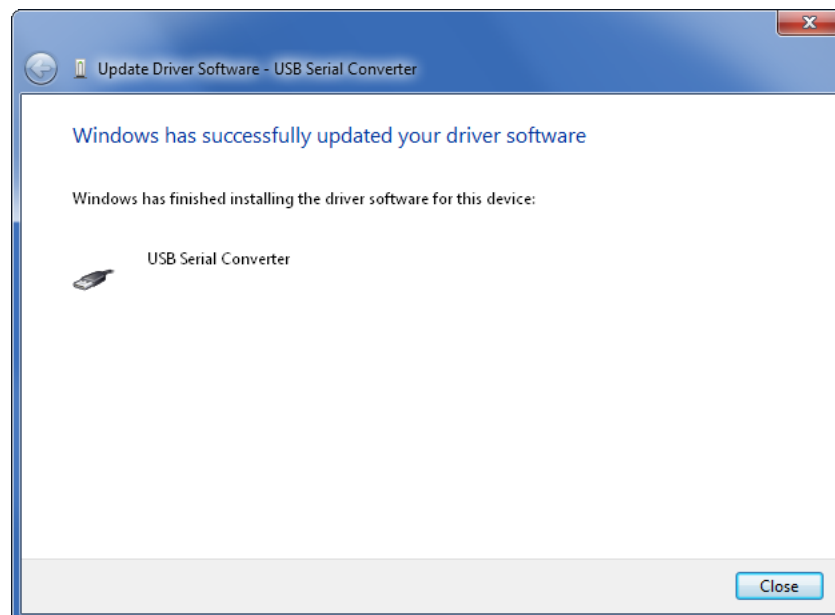 Update Driver Software - USB Serial Converter
Windows has successfully updated your driver software
Windows has finished installing the driver software for this device:
USB Serial Converter
Close